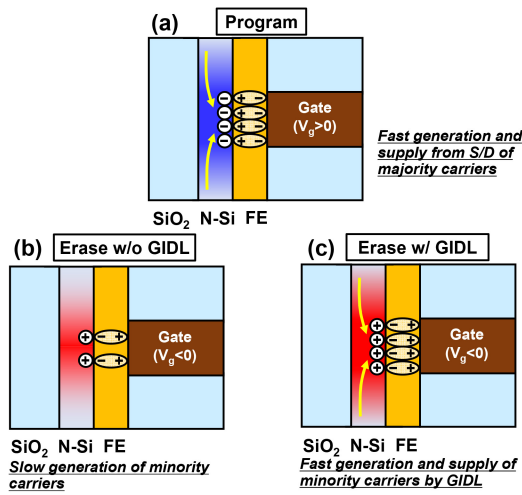 (a) Program
− + −
− + −
− + −
− + −
Gate
(Vg>0)
Fast generation and
supply from S/D of
majority carriers
SiO2 N-Si FE
(b) Erase w/o GIDL
+ − +
+ − +
Gate
(Vg<0)
SiO2 N-Si FE
Slow generation of minority
carriers
(c) Erase w/ GIDL
+ − +
+ − +
+ − +
+ − +
Gate
(Vg<0)
SiO2 N-Si FE
Fast generation and supply of
minority carriers by GIDL